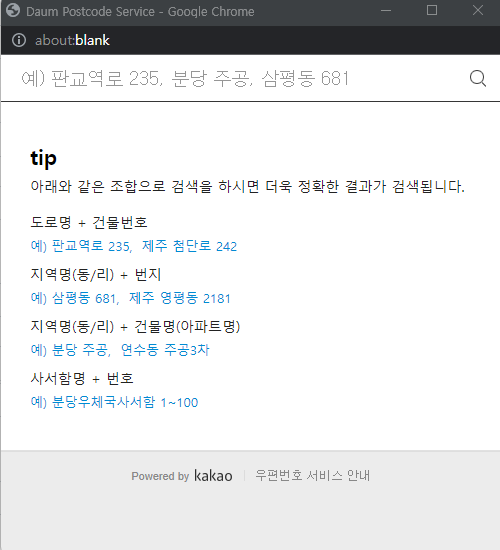 Daum Postcode Service - Google Chrome
about:blank
예) 판교역로 235, 분당 주공, 삼평동 681
tip
아래와 같은 조합으로 검색을 하시면 더욱 정확한 결과가 검색됩니다.
도로명 + 건물번호
예) 판교역로 235, 제주 첨단로 242
지역명(동/리) + 번지
예) 삼평동 681, 제주 영평동 2181
지역명(동/리) + 건물명(아파트명)
예) 분당 주공, 연수동 주공3차
사서함명 + 번호
예) 분당우체국사서함 1~100
Powered by kakao 우편번호 서비스 안내